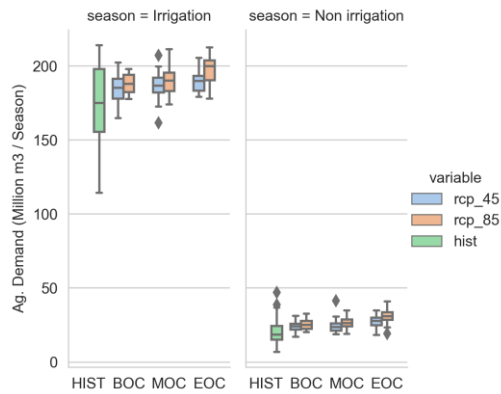 season = Irrigation
season = Non irrigation
Ag. Demand (Million m3 / Season)
200
150
100
50
0
HIST BOC MOC EOC
HIST BOC MOC EOC
variable
rcp_45
rcp_85
hist